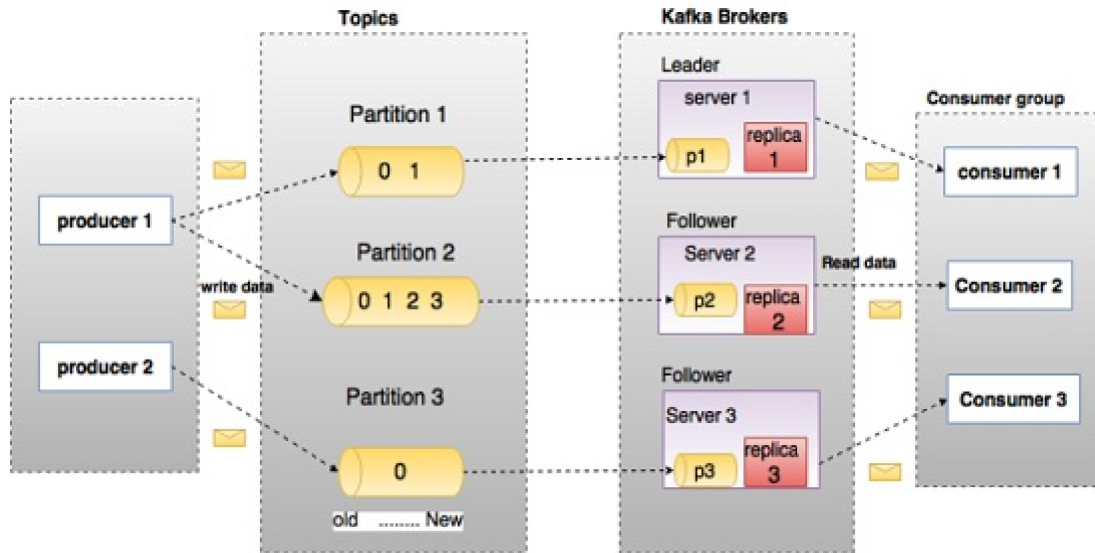 Topics
Kafka Brokers
Consumer group
producer 1
write data
producer 2
Partition 1
0 1
Partition 2
0 1 2 3
Partition 3
0
old ........ New
Leader
server 1
p1
replica
1
Follower
Server 2
p2
replica
2
Follower
Server 3
p3
replica
3
Read data
consumer 1
Consumer 2
Consumer 3